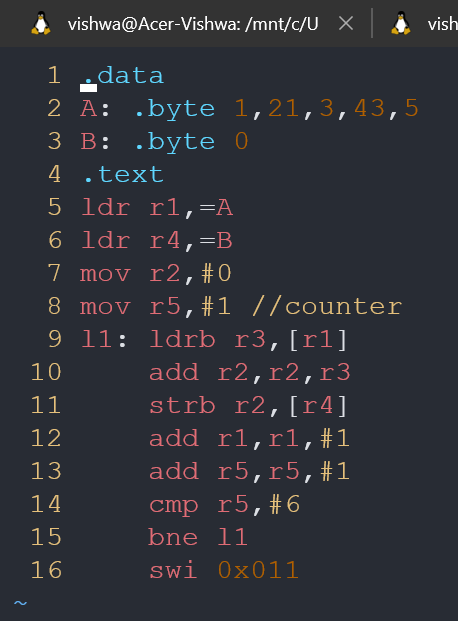 vishwa@Acer-Vishwa: /mnt/c/U × vish
1 .data
2 A: .byte 1,21,3,43,5
3 B: .byte 0
4 .text
5 ldr r1,=A
6 ldr r4,=B
7 mov r2,#0
8 mov r5,#1 //counter
9 l1: ldrb r3,[r1]
10 add r2,r2,r3
11 strb r2,[r4]
12 add r1,r1,#1
13 add r5,r5,#1
14 cmp r5,#6
15 bne l1
16 swi 0x011
~